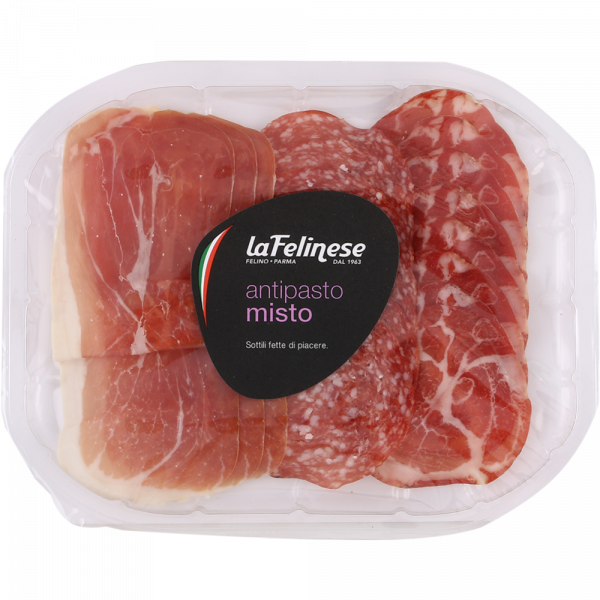 laFelinese
FELINO • PARMA DAL 1963
antipasto
misto
Sottili fette di piacere.